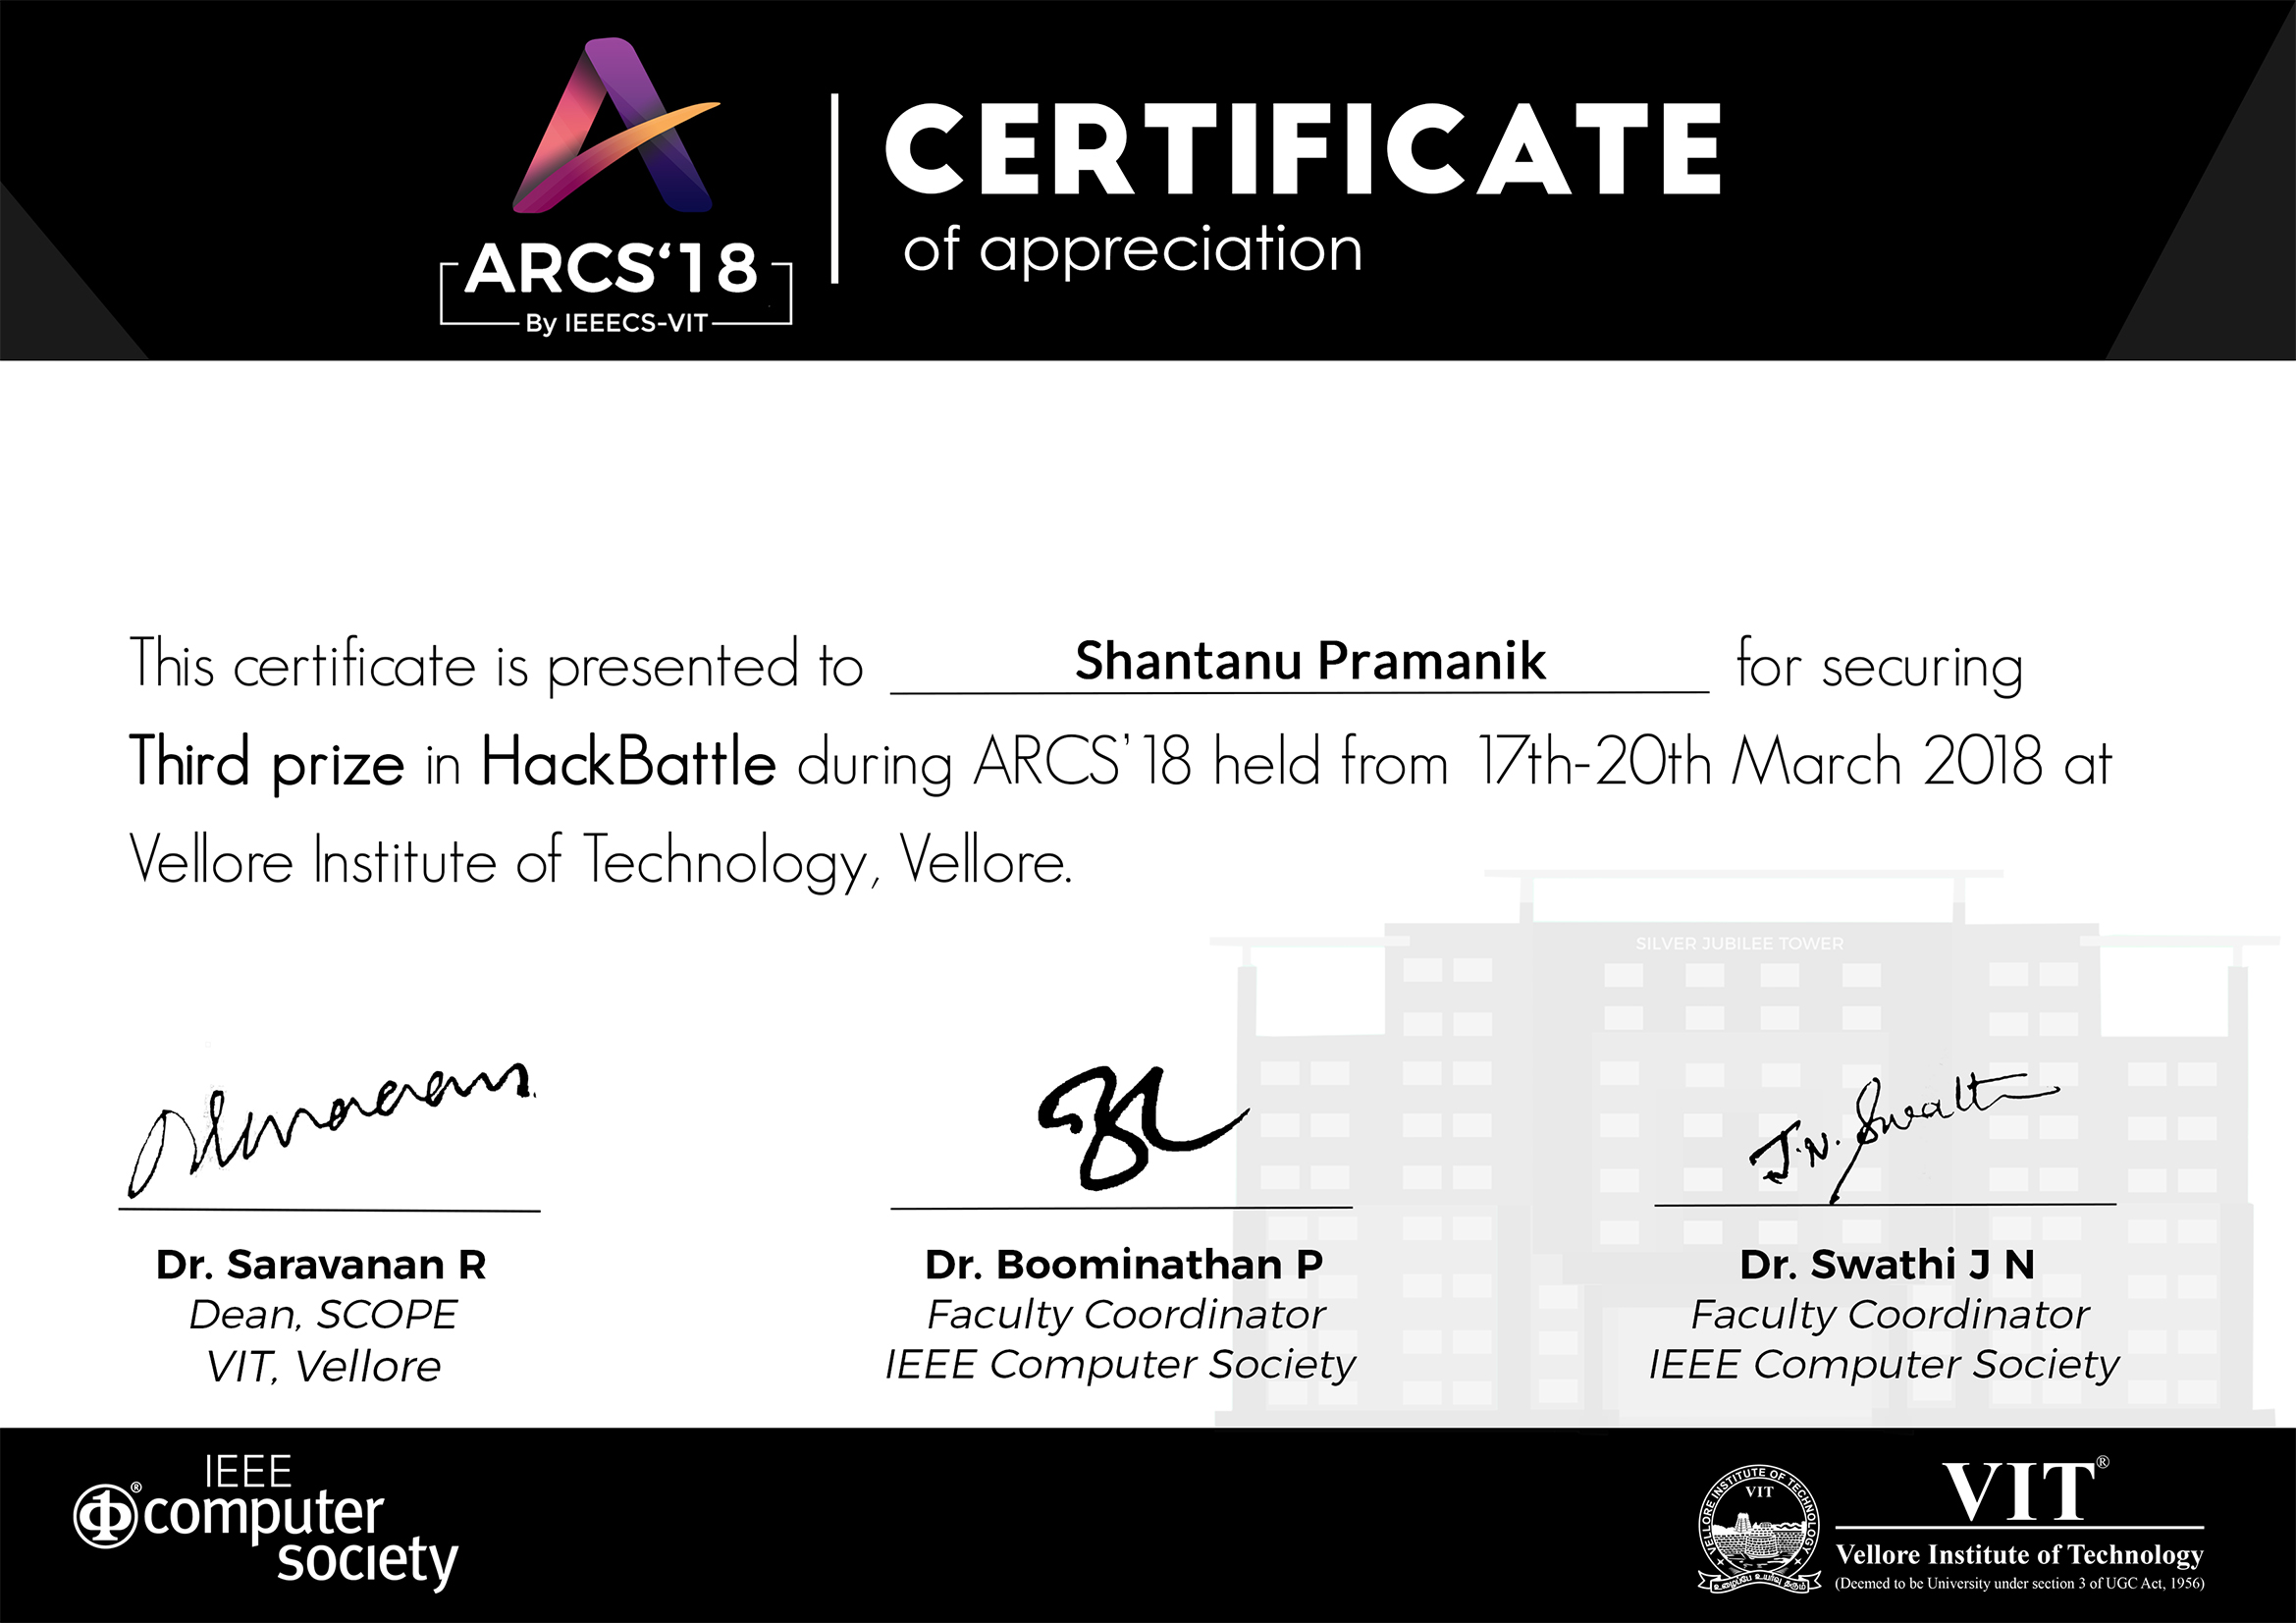 CERTIFICATE
of appreciation
ARCS‘18
By IEEECS-VIT
This certificate is presented to Shantanu Pramanik for securing
Third prize in HackBattle during ARCS’18 held from 17th-20th March 2018 at
Vellore Institute of Technology, Vellore.
SILVER JUBILEE TOWER
J.N. Swathi
Dr. Saravanan R
Dean, SCOPE
VIT, Vellore
Dr. Boominathan P
Faculty Coordinator
IEEE Computer Society
Dr. Swathi J N
Faculty Coordinator
IEEE Computer Society
IEEE
computer
society
®
VELLORE INSTITUTE OF TECHNOLOGY
VIT
VIT®
Vellore Institute of Technology
(Deemed to be University under section 3 of UGC Act, 1956)